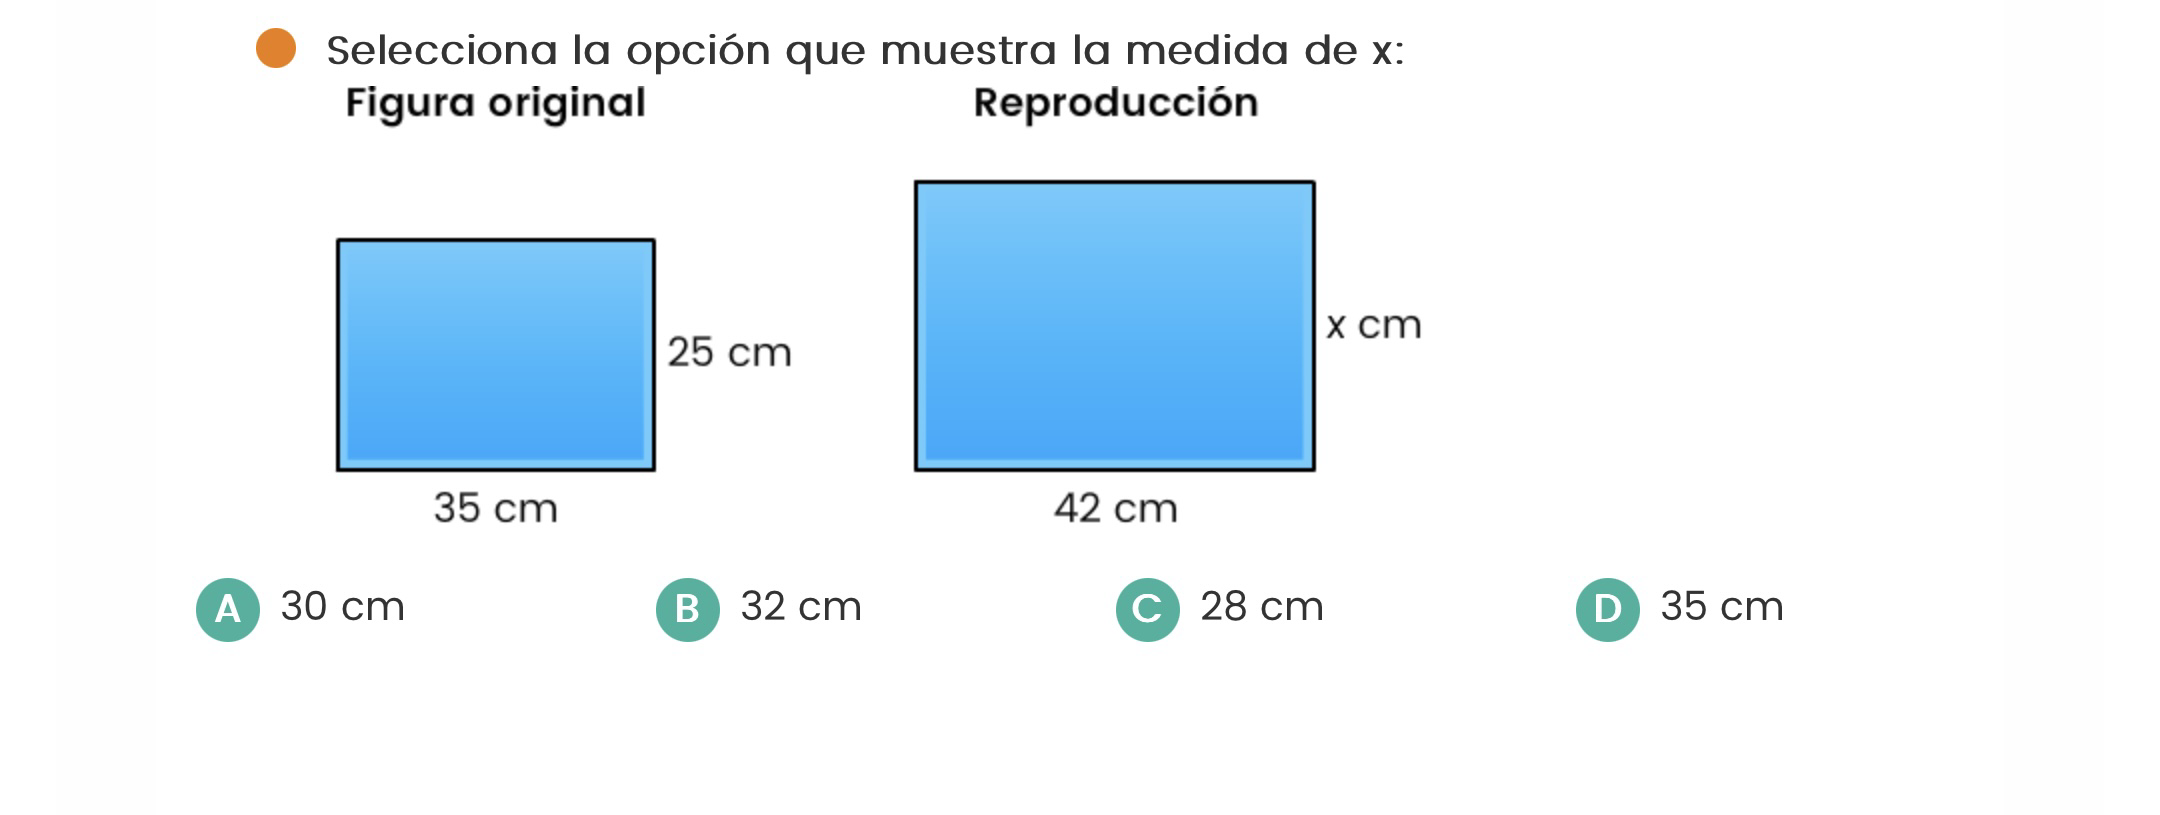 Selecciona la opción que muestra la medida de x:
Figura original
Reproducción
25 cm
x cm
35 cm
42 cm
A 30 cm
B 32 cm
C 28 cm
D 35 cm